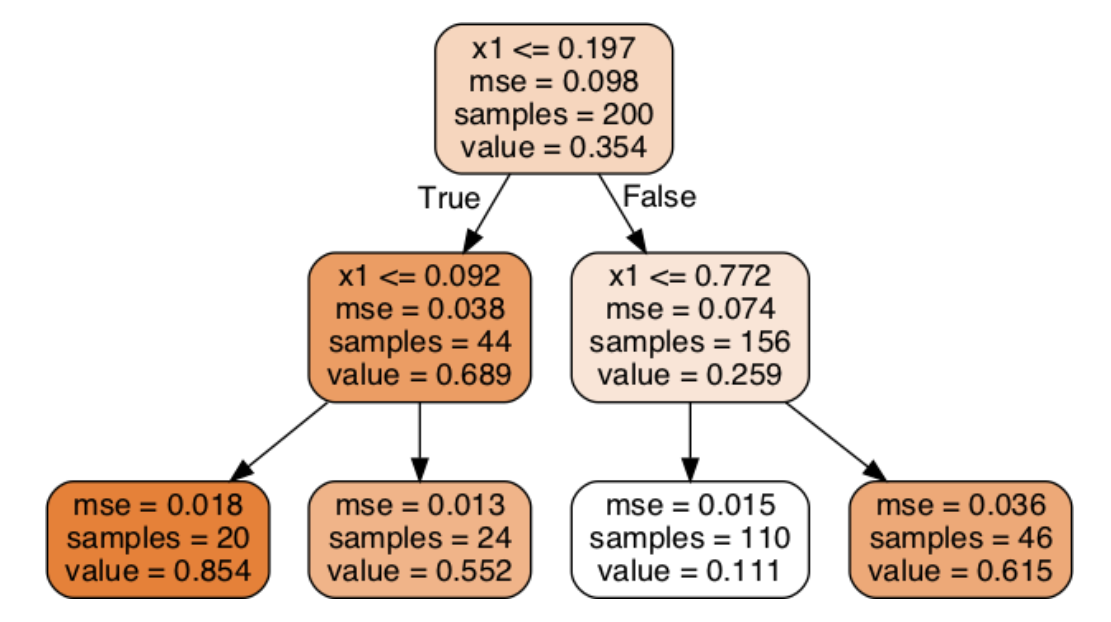 x1 <= 0.197
mse = 0.098
samples = 200
value = 0.354
True
False
x1 <= 0.092
mse = 0.038
samples = 44
value = 0.689
x1 <= 0.772
mse = 0.074
samples = 156
value = 0.259
mse = 0.018
samples = 20
value = 0.854
mse = 0.013
samples = 24
value = 0.552
mse = 0.015
samples = 110
value = 0.111
mse = 0.036
samples = 46
value = 0.615